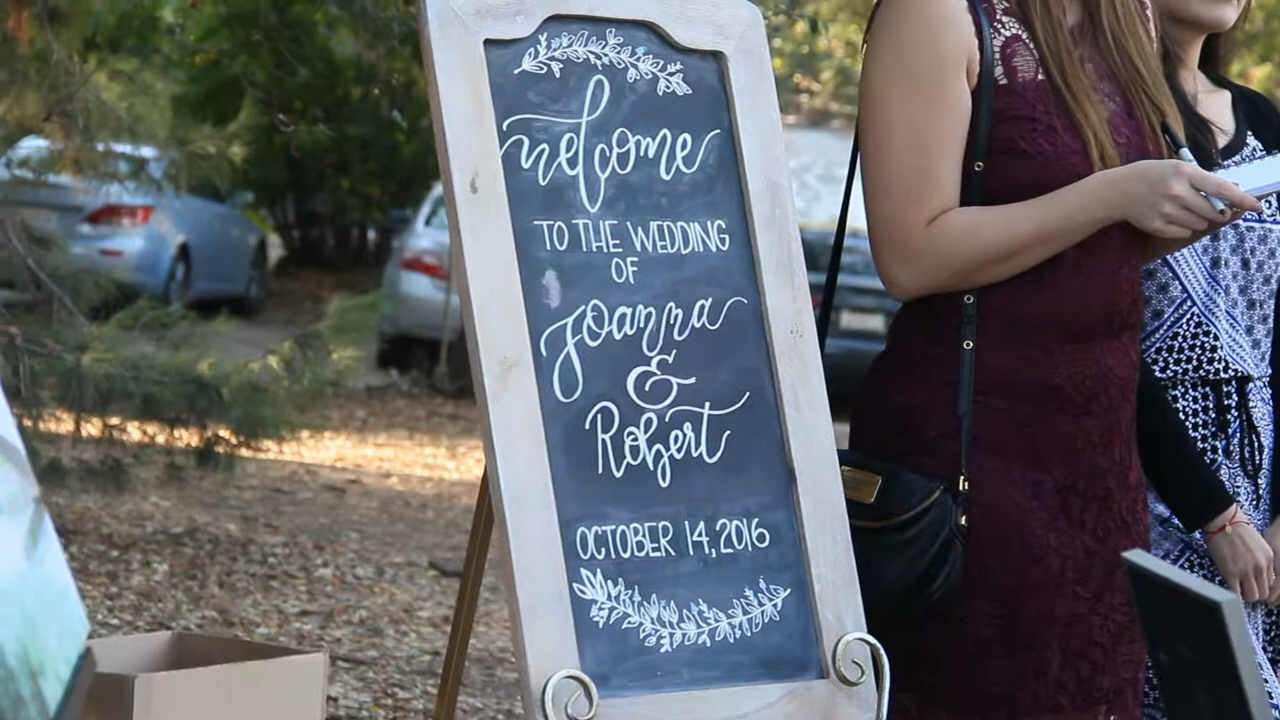 welcome
TO THE WEDDING
OF
Joanna
&
Robert
OCTOBER 14, 2016